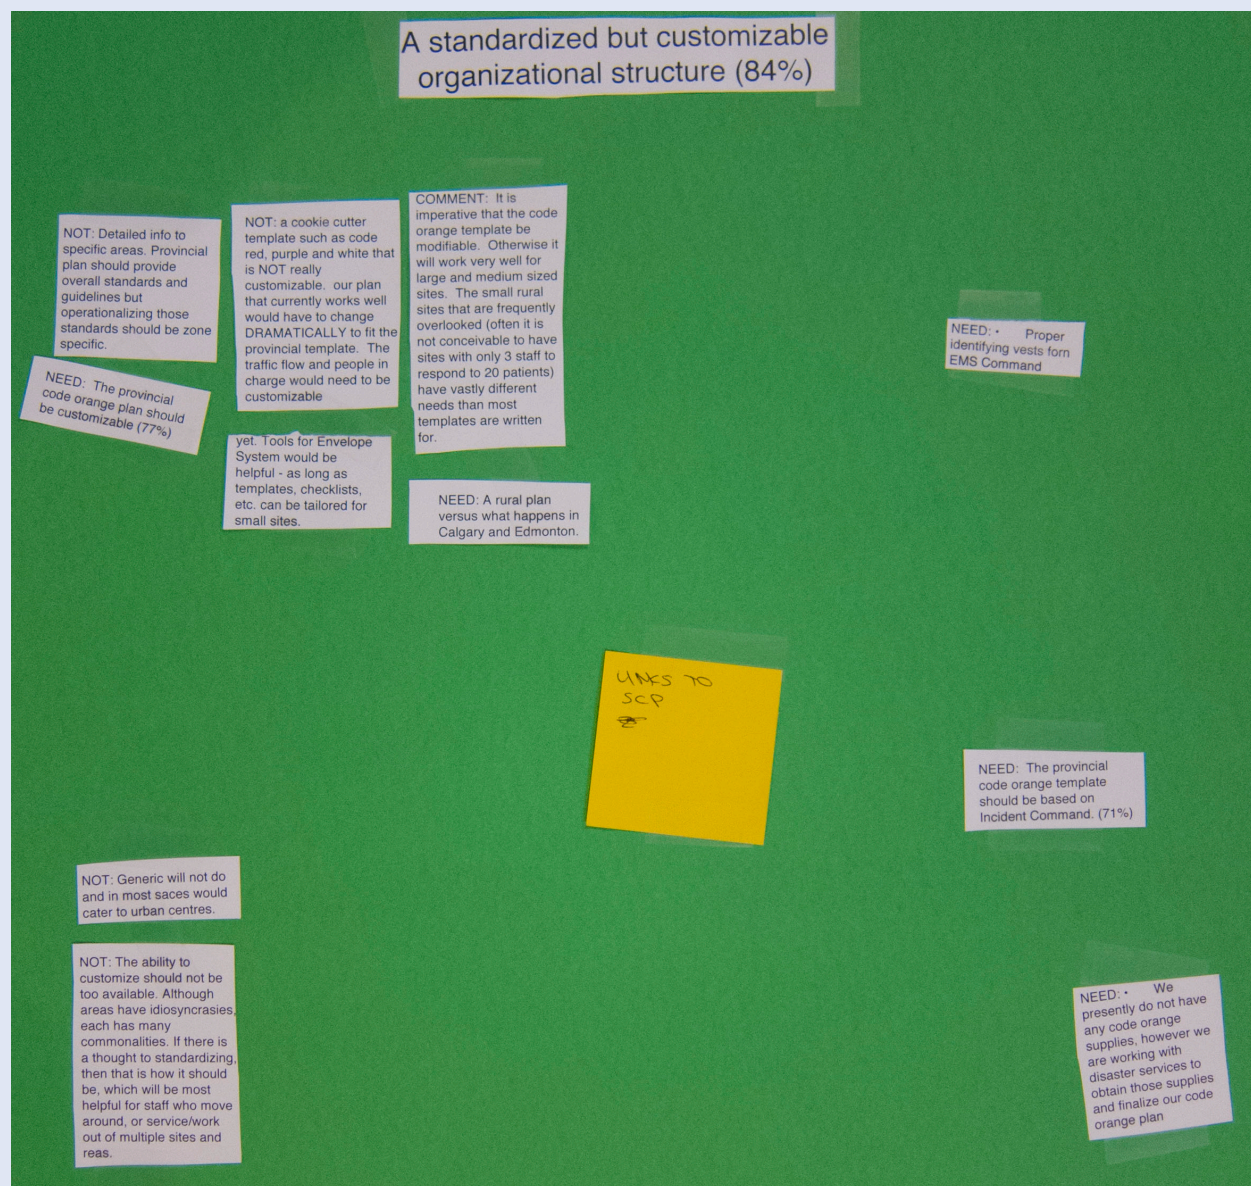 A standardized but customizable
organizational structure (84%)
NOT: Detailed info to
specific areas. Provincial
plan should provide
overall standards and
guidelines but
operationalizing those
standards should be zone
specific.
NEED:  The provincial
code orange plan should
be customizable (77%)
NOT: a cookie cutter
template such as code
red, purple and white that
is NOT really
customizable.  our plan
that currently works well
would have to change
DRAMATICALLY to fit the
provincial template.  The
traffic flow and people in
charge would need to be
customizable
yet. Tools for Envelope
System would be
helpful - as long as
templates, checklists,
etc. can be tailored for
small sites.
COMMENT:  It is
imperative that the code
orange template be
modifiable.  Otherwise it
will work very well for
large and medium sized
sites.  The small rural
sites that are frequently
overlooked (often it is
not conceivable to have
sites with only 3 staff to
respond to 20 patients)
have vastly different
needs than most
templates are written
for.
NEED: A rural plan
versus what happens in
Calgary and Edmonton.
NEED: • Proper
identifying vests forn
EMS Command
LINKS TO
SCP
NEED:  The provincial
code orange template
should be based on
Incident Command. (71%)
NOT: Generic will not do
and in most saces would
cater to urban centres.
NOT: The ability to
customize should not be
too available. Although
areas have idiosyncrasies,
each has many
commonalities. If there is
a thought to standardizing,
then that is how it should
be, which will be most
helpful for staff who move
around, or service/work
out of multiple sites and
reas.
NEED: • We
presently do not have
any code orange
supplies, however we
are working with
disaster services to
obtain those supplies
and finalize our code
orange plan